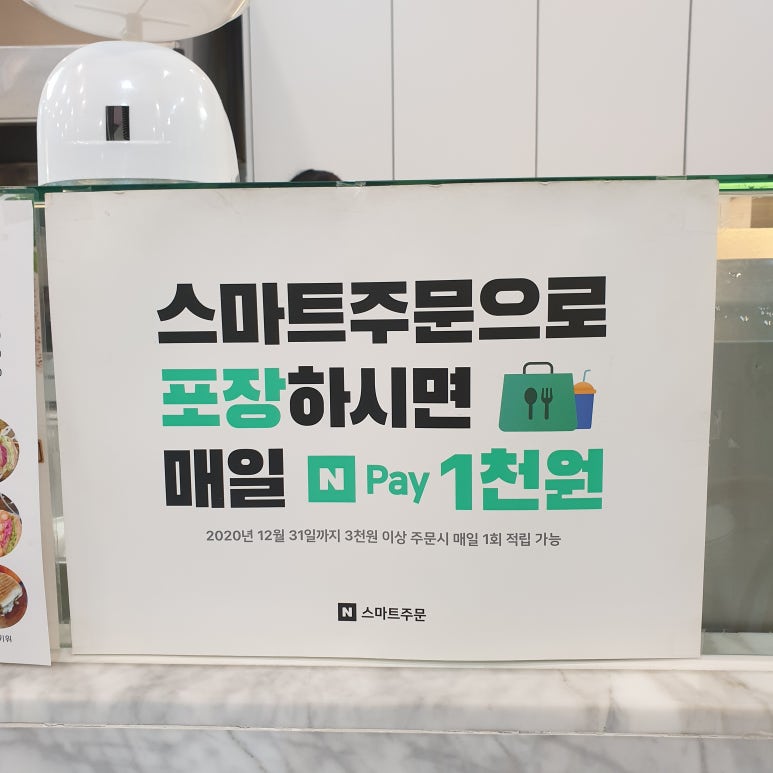 스마트주문으로
포장하시면
매일 N Pay 1천원
2020년 12월 31일까지 3천원 이상 주문시 매일 1회 적립 가능
N 스마트주문
키위